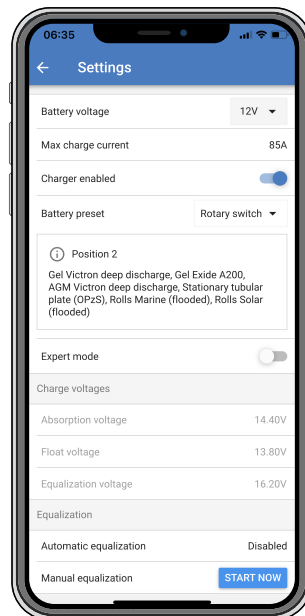 06:35
Settings
Battery voltage 12V
Max charge current 85A
Charger enabled
Battery preset Rotary switch
Position 2
Gel Victron deep discharge, Gel Exide A200,
AGM Victron deep discharge, Stationary tubular
plate (OPzS), Rolls Marine (flooded), Rolls Solar
(flooded)
Expert mode
Charge voltages
Absorption voltage 14.40V
Float voltage 13.80V
Equalization voltage 16.20V
Equalization
Automatic equalization Disabled
Manual equalization START NOW